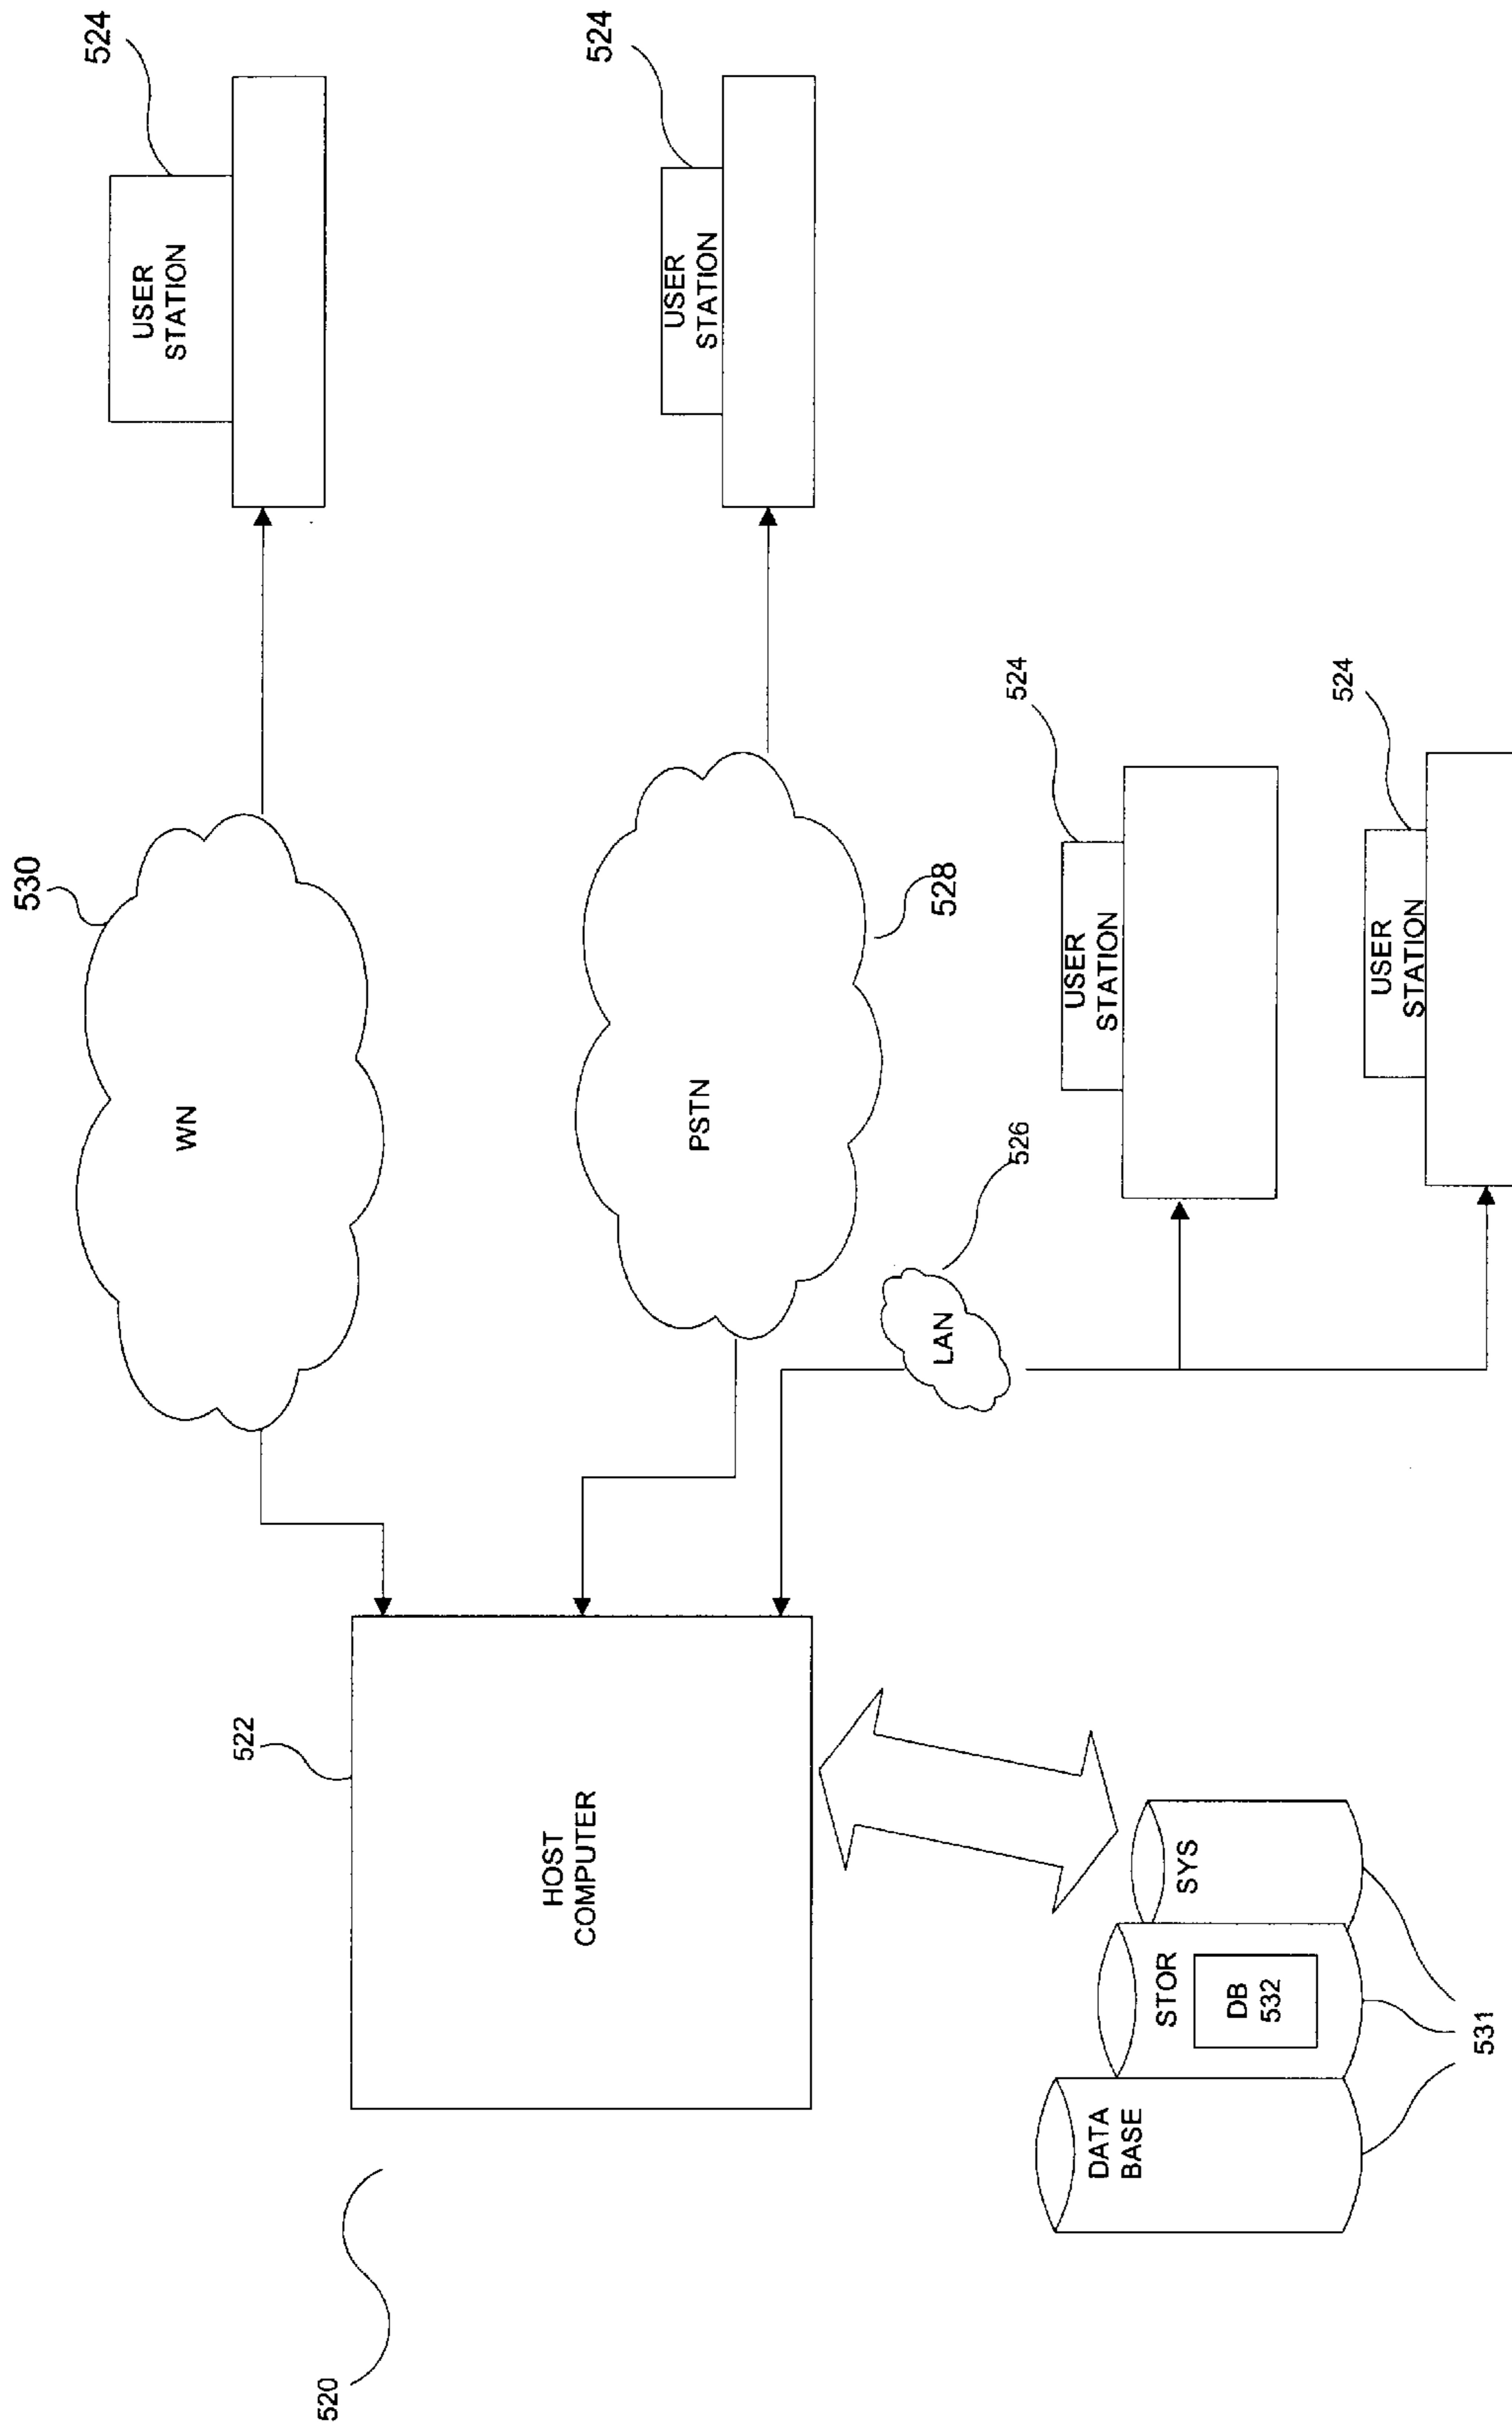 520
522
HOST
COMPUTER
530
WN
524
USER
STATION
528
PSTN
524
USER
STATION
526
LAN
524
USER
STATION
524
USER
STATION
DATA
BASE
STOR
DB
532
SYS
531